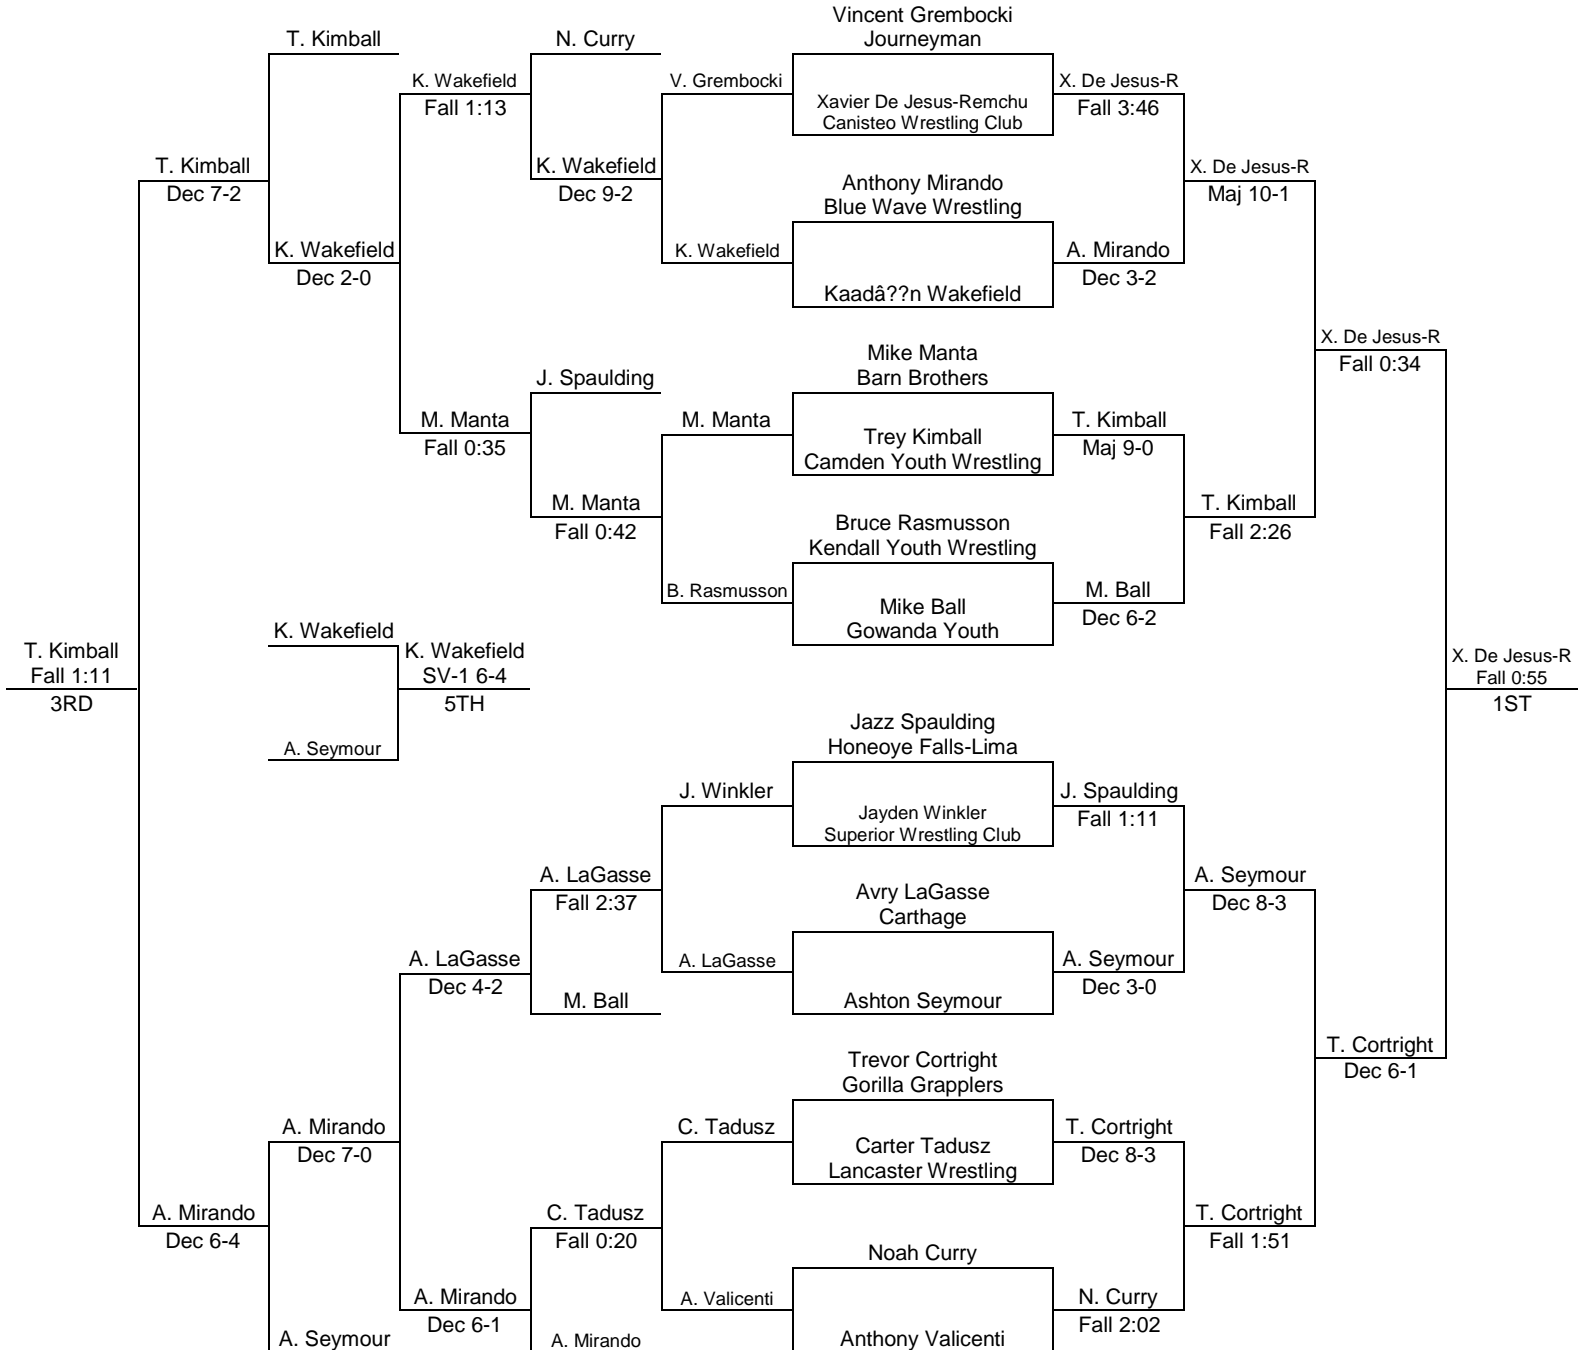 Vincent Grembocki
Journeyman
T. Kimball
N. Curry
K. Wakefield
Fall 1:13
V. Grembocki
Xavier De Jesus-Remchu
Canisteo Wrestling Club
X. De Jesus-R
Fall 3:46
T. Kimball
Dec 7-2
K. Wakefield
Dec 9-2
Anthony Mirando
Blue Wave Wrestling
X. De Jesus-R
Maj 10-1
K. Wakefield
Dec 2-0
K. Wakefield
Kaadâ??n Wakefield
A. Mirando
Dec 3-2
X. De Jesus-R
Fall 0:34
Mike Manta
Barn Brothers
J. Spaulding
M. Manta
Fall 0:35
M. Manta
Trey Kimball
Camden Youth Wrestling
T. Kimball
Maj 9-0
M. Manta
Fall 0:42
Bruce Rasmusson
Kendall Youth Wrestling
T. Kimball
Fall 2:26
B. Rasmusson
Mike Ball
Gowanda Youth
M. Ball
Dec 6-2
K. Wakefield
T. Kimball
Fall 1:11
3RD
K. Wakefield
SV-1 6-4
5TH
A. Seymour
X. De Jesus-R
Fall 0:55
1ST
Jazz Spaulding
Honeoye Falls-Lima
J. Winkler
Jayden Winkler
Superior Wrestling Club
J. Spaulding
Fall 1:11
A. LaGasse
Fall 2:37
Avry LaGasse
Carthage
A. Seymour
Dec 8-3
A. LaGasse
Dec 4-2
A. LaGasse
A. Seymour
Dec 3-0
M. Ball
Ashton Seymour
T. Cortright
Dec 6-1
Trevor Cortright
Gorilla Grapplers
A. Mirando
Dec 7-0
C. Tadusz
Carter Tadusz
Lancaster Wrestling
T. Cortright
Dec 8-3
A. Mirando
Dec 6-4
C. Tadusz
Fall 0:20
T. Cortright
Fall 1:51
Noah Curry
A. Mirando
Dec 6-1
A. Valicenti
N. Curry
Fall 2:02
A. Seymour
A. Mirando
Anthony Valicenti